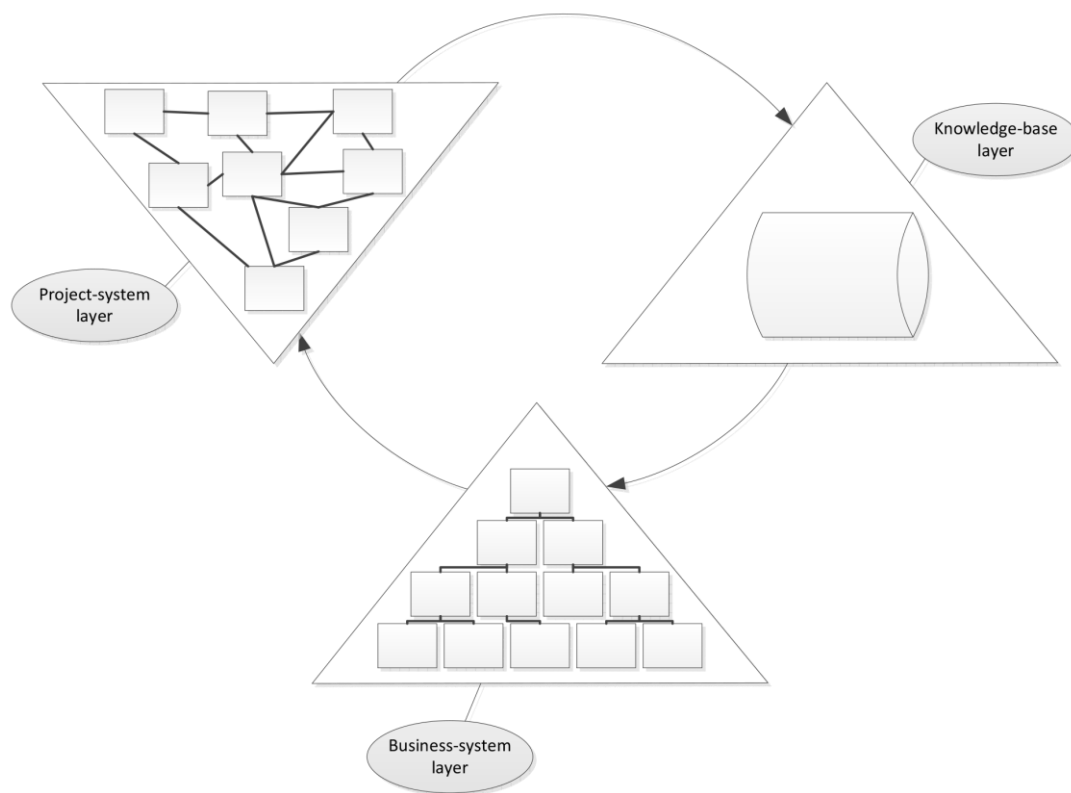 Knowledge-base
layer
Project-system
layer
Business-system
layer